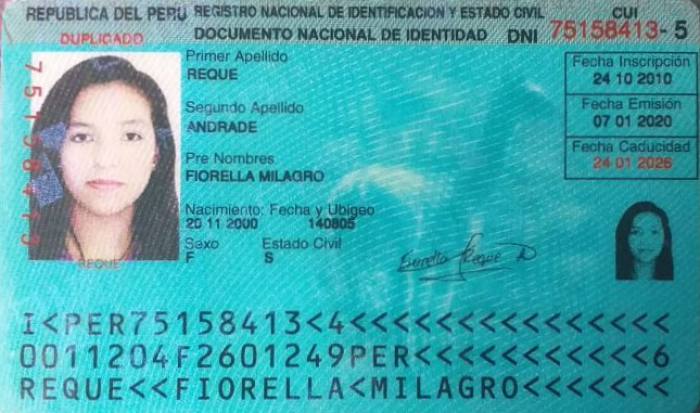 REPUBLICA DEL PERU REGISTRO NACIONAL DE IDENTIFICACION Y ESTADO CIVIL CUI
DUPLICADO DOCUMENTO NACIONAL DE IDENTIDAD DNI 75158413-5
Primer Apellido
REQUE
Segundo Apellido
ANDRADE
Pre Nombres
FIORELLA MILAGRO
Nacimiento: Fecha y Ubigeo
20 11 2000 140805
Sexo Estado Civil
F S
Fecha Inscripción
24 10 2010
Fecha Emisión
07 01 2020
Fecha Caducidad
24 01 2026
75158413
REQUE
I<PER75158413<4<<<<<<<<<<<<<<<
0011204F2601249PER<<<<<<<<<<<6
REQUE<<FIORELLA<MILAGRO<<<<<<<